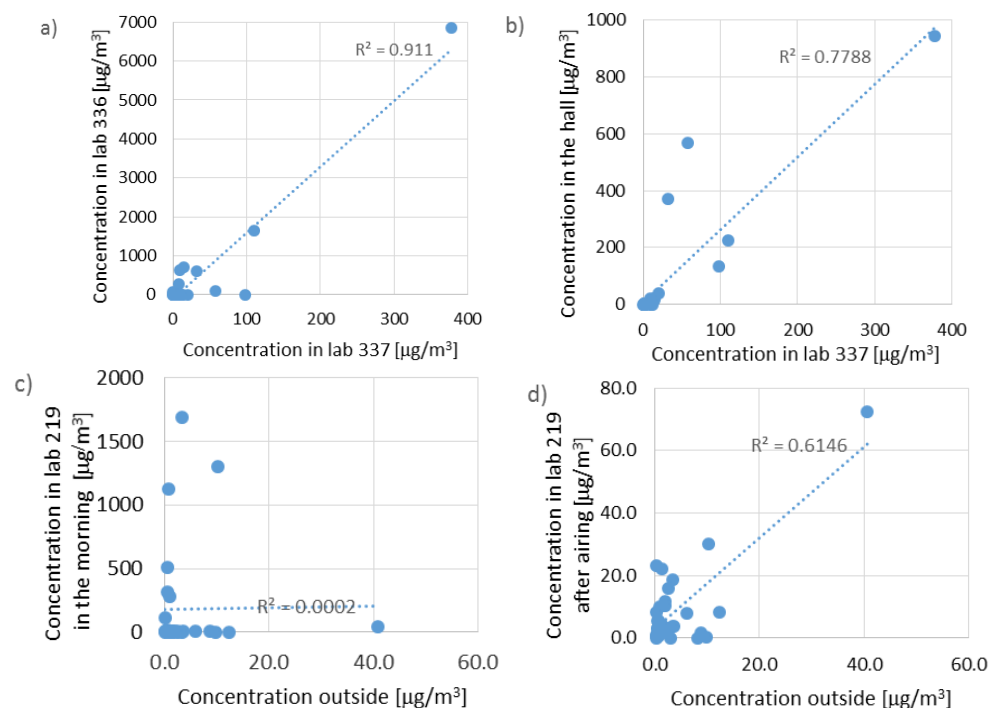 a)
Concentration in lab 336 [µg/m³]
7000
6000
5000
4000
3000
2000
1000
0
R² = 0.911
0 100 200 300 400
Concentration in lab 337 [µg/m³]
b)
Concentration in the hall [µg/m³]
1000
800
600
400
200
0
R² = 0.7788
0 100 200 300 400
Concentration in lab 337 [µg/m³]
c)
Concentration in lab 219
in the morning [µg/m³]
2000
1500
1000
500
0
R² = 0.0002
0.0 20.0 40.0 60.0
Concentration outside [µg/m³]
d)
Concentration in lab 219
after airing [µg/m³]
80.0
60.0
40.0
20.0
0.0
R² = 0.6146
0.0 20.0 40.0 60.0
Concentration outside [µg/m³]